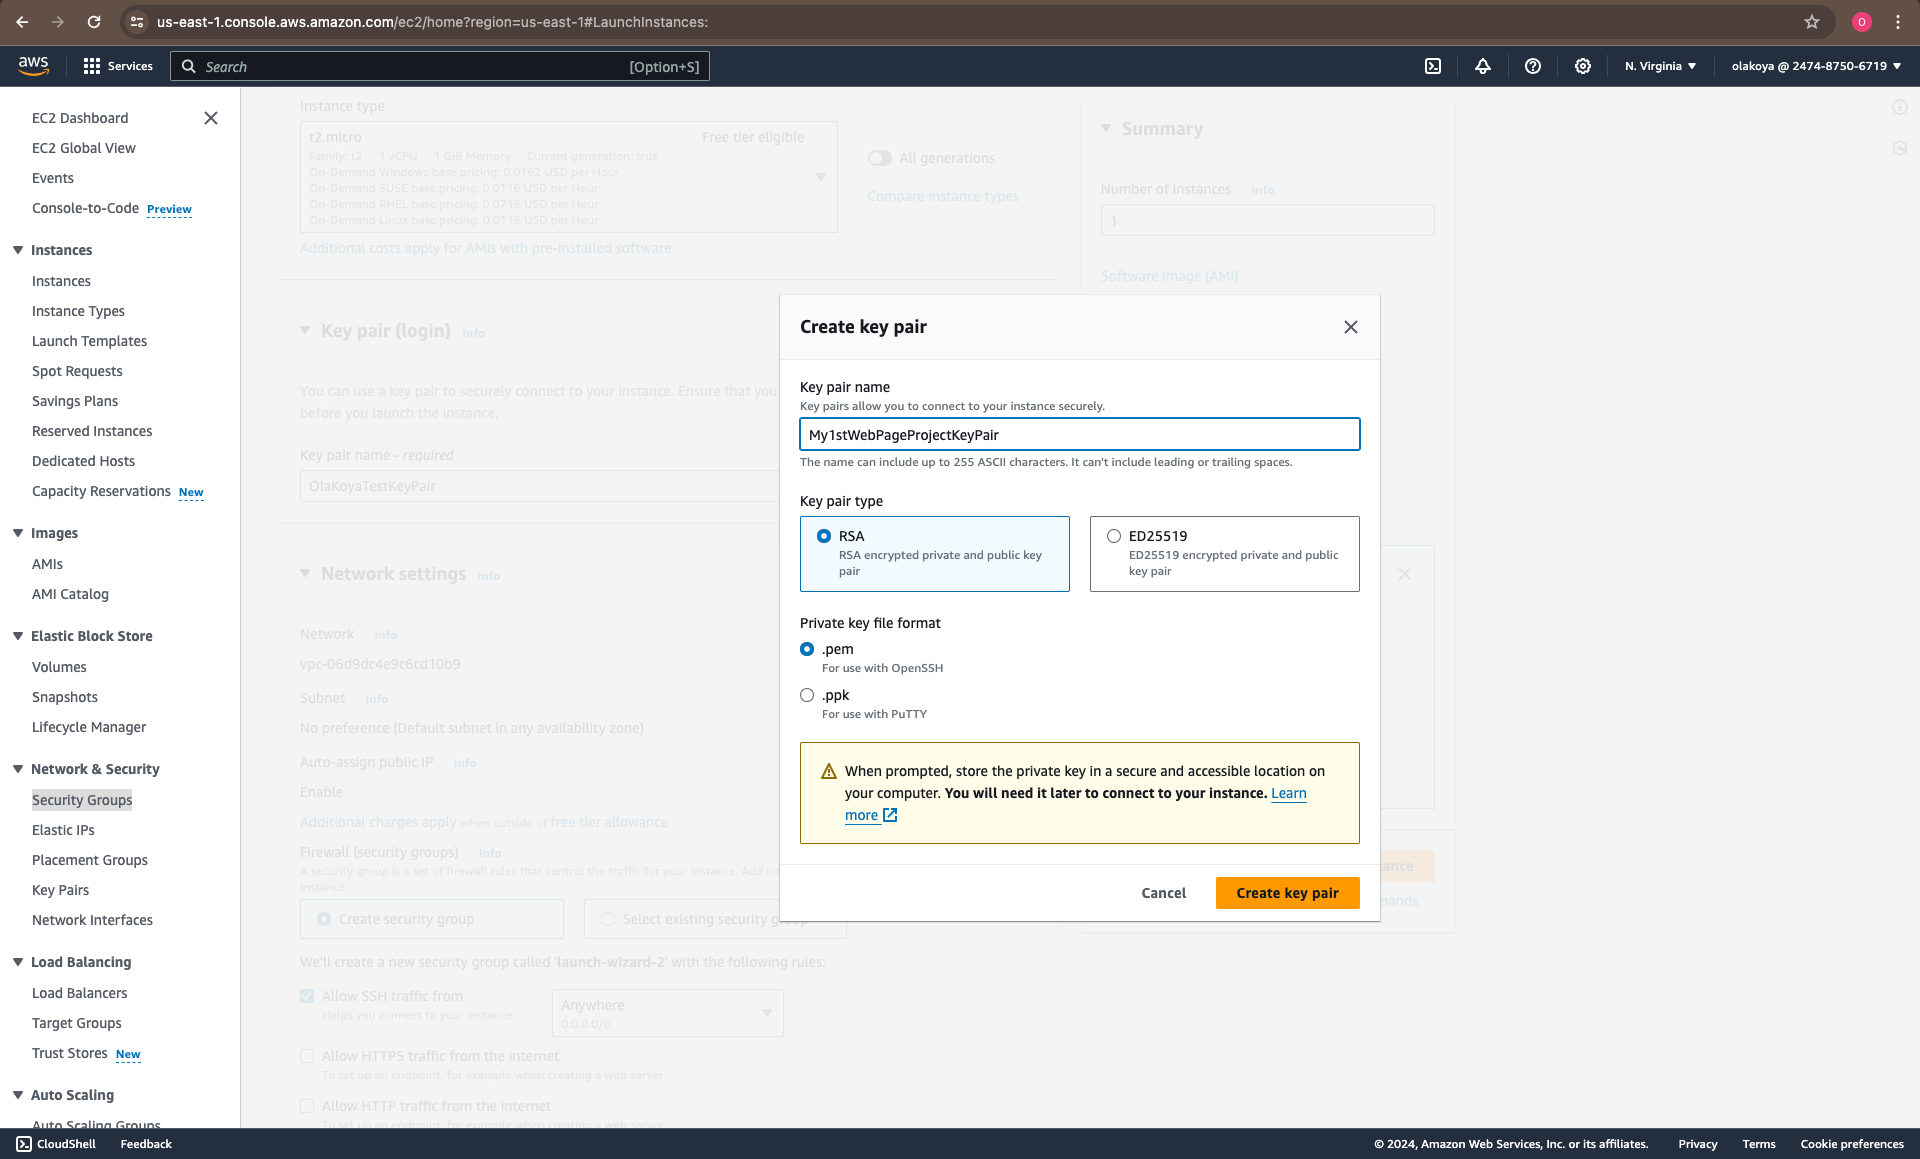 us-east-1.console.aws.amazon.com/ec2/home?region=us-east-1#LaunchInstances:
O
aws
Services
Search
[Option+S]
N. Virginia
olakoya @ 2474-8750-6719
EC2 Dashboard
EC2 Global View
Events
Console-to-Code Preview
Instances
Instances
Instance Types
Launch Templates
Spot Requests
Savings Plans
Reserved Instances
Dedicated Hosts
Capacity Reservations New
Images
AMIs
AMI Catalog
Elastic Block Store
Volumes
Snapshots
Lifecycle Manager
Network & Security
Security Groups
Elastic IPs
Placement Groups
Key Pairs
Network Interfaces
Load Balancing
Load Balancers
Target Groups
Trust Stores New
Auto Scaling
Auto Scaling Groups
Instance type
t2.micro
Free tier eligible
Family: t2 1 vCPU 1 GiB Memory Current generation: true
On-Demand Windows base pricing: 0.0162 USD per Hour
On-Demand SUSE base pricing: 0.0116 USD per Hour
On-Demand RHEL base pricing: 0.0716 USD per Hour
On-Demand Linux base pricing: 0.0116 USD per Hour
All generations
Compare instance types
Additional costs apply for AMIs with pre-installed software
Key pair (login) Info
You can use a key pair to securely connect to your instance. Ensure that you
before you launch the instance.
Key pair name - required
OlaKoyaTestKeyPair
Network settings Info
Network Info
vpc-06d9dc4e9c6cd10b9
Subnet Info
No preference (Default subnet in any availability zone)
Auto-assign public IP Info
Enable
Additional charges apply when outside of free tier allowance
Firewall (security groups) Info
A security group is a set of firewall rules that control the traffic for your instance. Add
instance.
Create security group
Select existing security group
We'll create a new security group called 'launch-wizard-2' with the following rules:
Allow SSH traffic from
Helps you connect to your instance
Anywhere
0.0.0.0/0
Allow HTTPS traffic from the internet
To set up an endpoint, for example when creating a web server
Allow HTTP traffic from the internet
To set up an endpoint, for example when creating a web server
Summary
Number of instances Info
1
Software Image (AMI)
Create key pair
Key pair name
Key pairs allow you to connect to your instance securely.
My1stWebPageProjectKeyPair
The name can include up to 255 ASCII characters. It can't include leading or trailing spaces.
Key pair type
RSA
RSA encrypted private and public key
pair
ED25519
ED25519 encrypted private and public
key pair
Private key file format
.pem
For use with OpenSSH
.ppk
For use with PuTTY
When prompted, store the private key in a secure and accessible location on
your computer. You will need it later to connect to your instance. Learn
more
Cancel
Create key pair
CloudShell
Feedback
© 2024, Amazon Web Services, Inc. or its affiliates.
Privacy
Terms
Cookie preferences